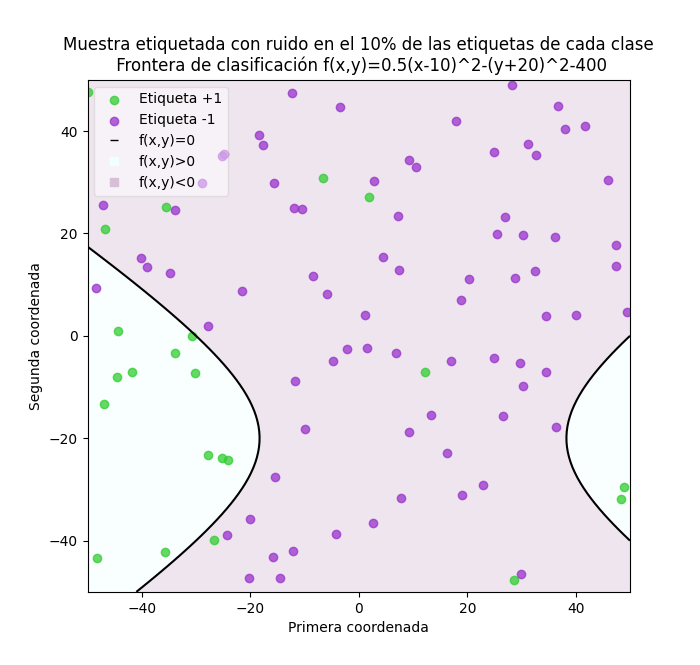 Muestra etiquetada con ruido en el 10% de las etiquetas de cada clase
Frontera de clasificación f(x,y)=0.5(x-10)^2-(y+20)^2-400
Etiqueta +1
Etiqueta -1
f(x,y)=0
f(x,y)>0
f(x,y)<0
40
20
0
−20
−40
Segunda coordenada
−40
−20
0
20
40
Primera coordenada